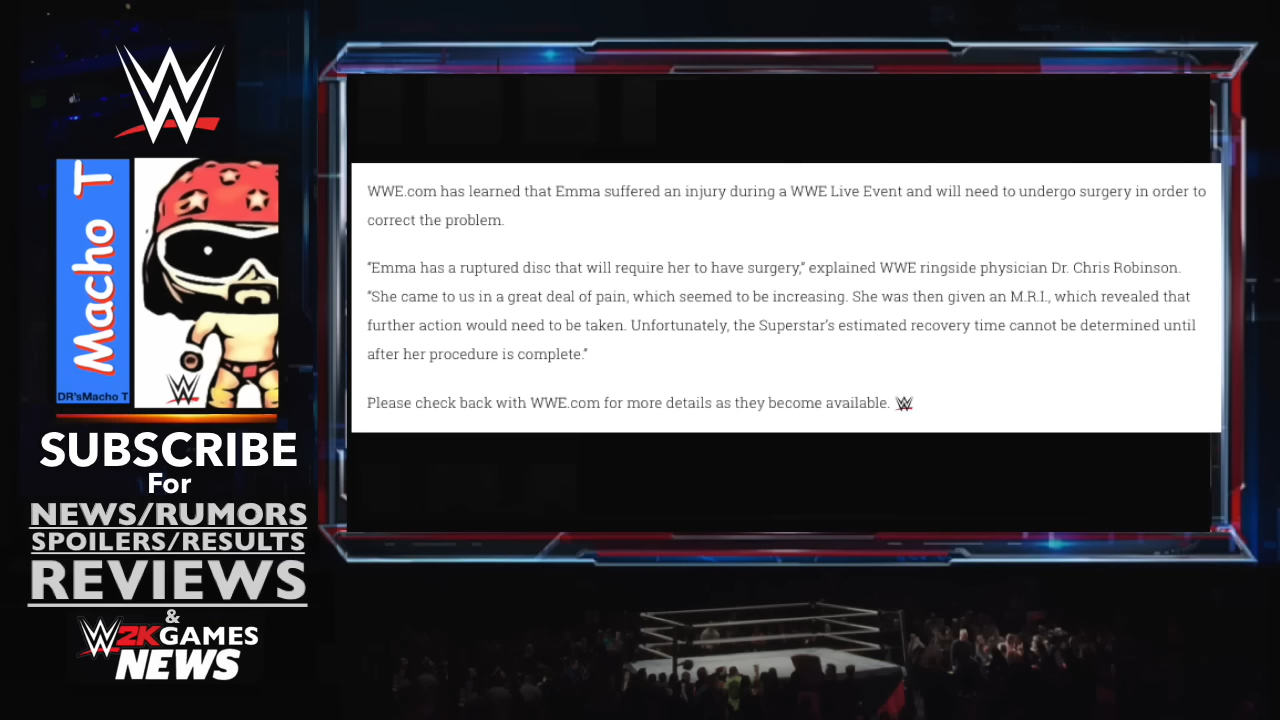 W
Macho T
DR'sMacho T
W
SUBSCRIBE
For
NEWS/RUMORS
SPOILERS/RESULTS
REVIEWS
&
W2KGAMES
NEWS
WWE.com has learned that Emma suffered an injury during a WWE Live Event and will need to undergo surgery in order to
correct the problem.
“Emma has a ruptured disc that will require her to have surgery,” explained WWE ringside physician Dr. Chris Robinson.
“She came to us in a great deal of pain, which seemed to be increasing. She was then given an M.R.I., which revealed that
further action would need to be taken. Unfortunately, the Superstar’s estimated recovery time cannot be determined until
after her procedure is complete.”
Please check back with WWE.com for more details as they become available. W